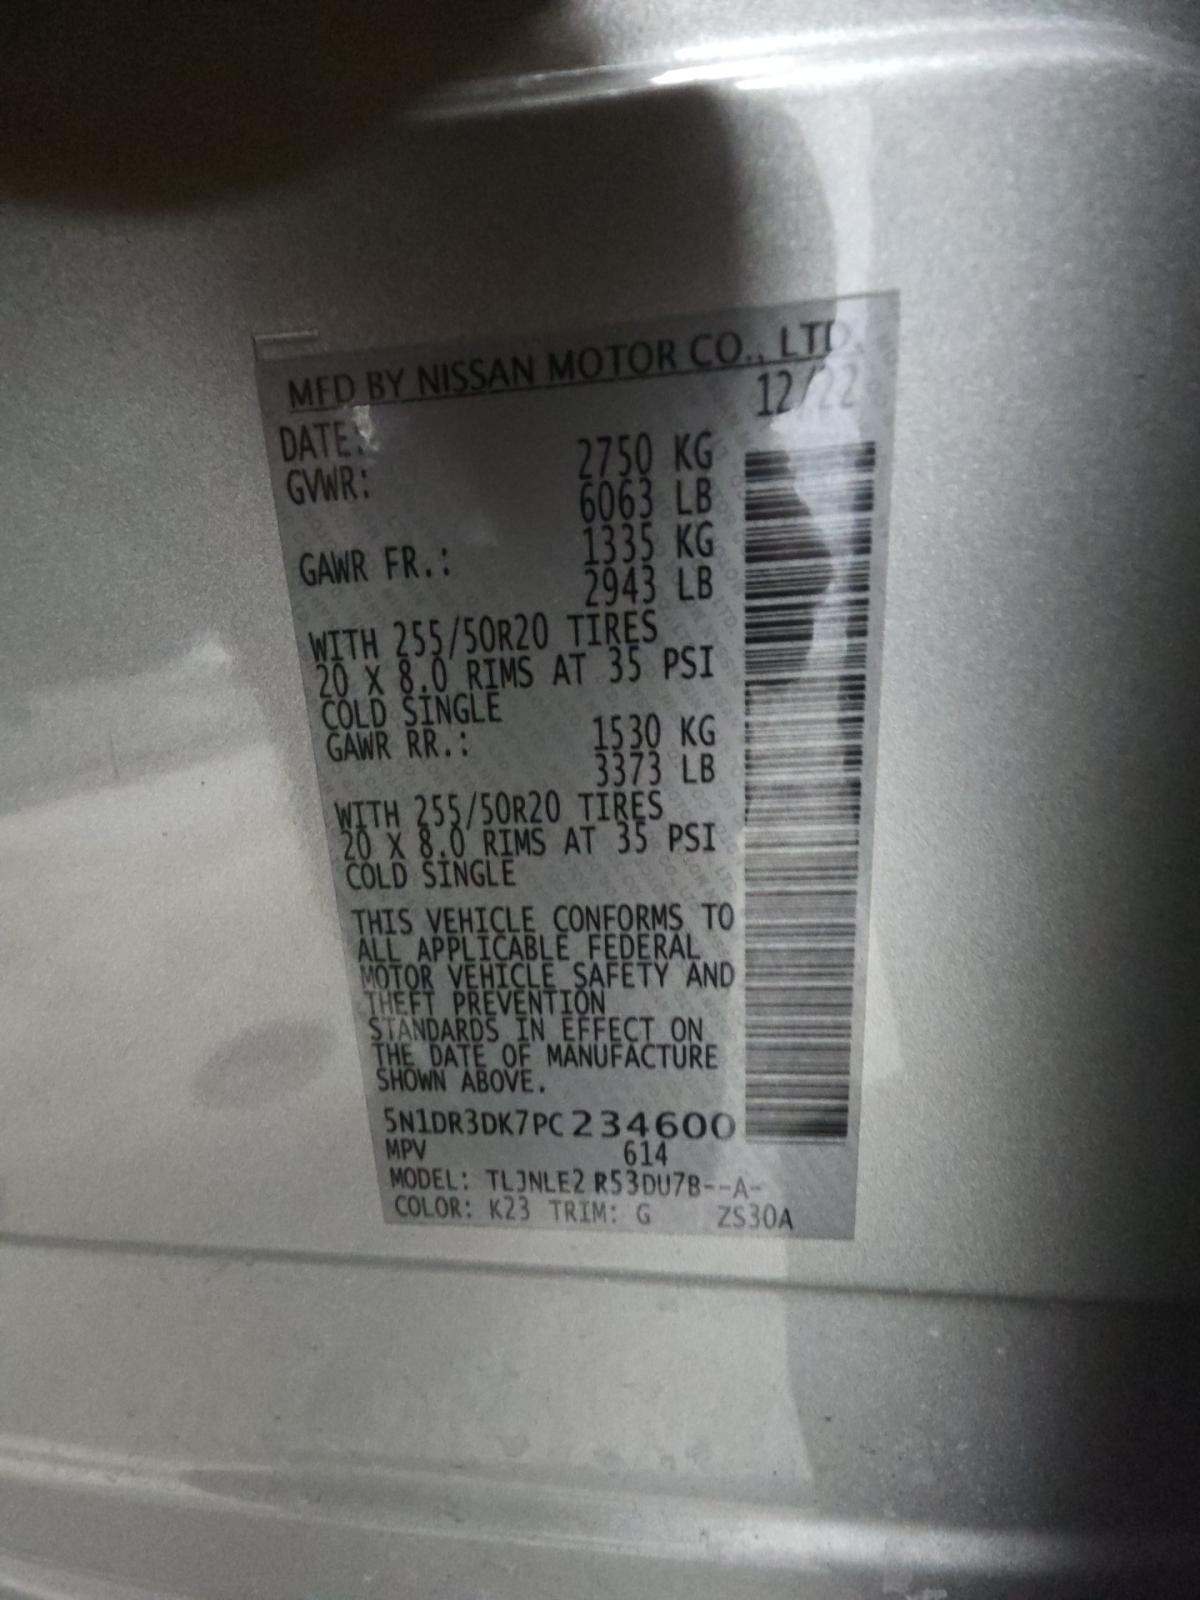 MFD BY NISSAN MOTOR CO., LTD.
DATE: 12/22
GVWR: 2750 KG
6063 LB
GAWR FR.: 1335 KG
2943 LB
WITH 255/50R20 TIRES
20 X 8.0 RIMS AT 35 PSI
COLD SINGLE
GAWR RR.: 1530 KG
3373 LB
WITH 255/50R20 TIRES
20 X 8.0 RIMS AT 35 PSI
COLD SINGLE
THIS VEHICLE CONFORMS TO
ALL APPLICABLE FEDERAL
MOTOR VEHICLE SAFETY AND
THEFT PREVENTION
STANDARDS IN EFFECT ON
THE DATE OF MANUFACTURE
SHOWN ABOVE.
5N1DR3DK7PC234600
MPV 614
MODEL: TLJNLE2 R53DU7B--A-
COLOR: K23 TRIM: G ZS30A